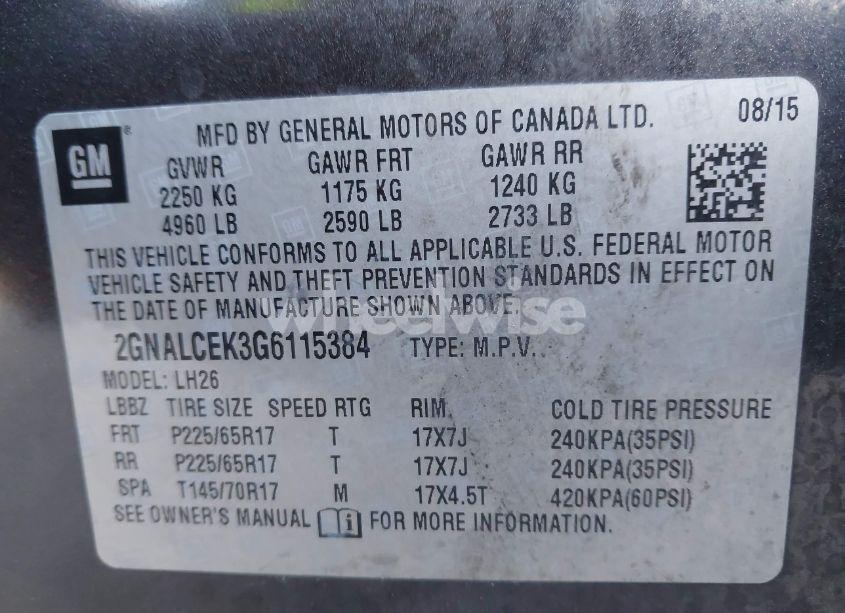 GM
MFD BY GENERAL MOTORS OF CANADA LTD. 08/15
GVWR GAWR FRT GAWR RR
2250 KG 1175 KG 1240 KG
4960 LB 2590 LB 2733 LB
THIS VEHICLE CONFORMS TO ALL APPLICABLE U.S. FEDERAL MOTOR
VEHICLE SAFETY AND THEFT PREVENTION STANDARDS IN EFFECT ON
THE DATE OF MANUFACTURE SHOWN ABOVE.
wheelwise
2GNALCEK3G6115384 TYPE: M.P.V.
MODEL: LH26
LBBZ TIRE SIZE SPEED RTG RIM COLD TIRE PRESSURE
FRT P225/65R17 T 17X7J 240KPA(35PSI)
RR P225/65R17 T 17X7J 240KPA(35PSI)
SPA T145/70R17 M 17X4.5T 420KPA(60PSI)
SEE OWNER'S MANUAL i FOR MORE INFORMATION.